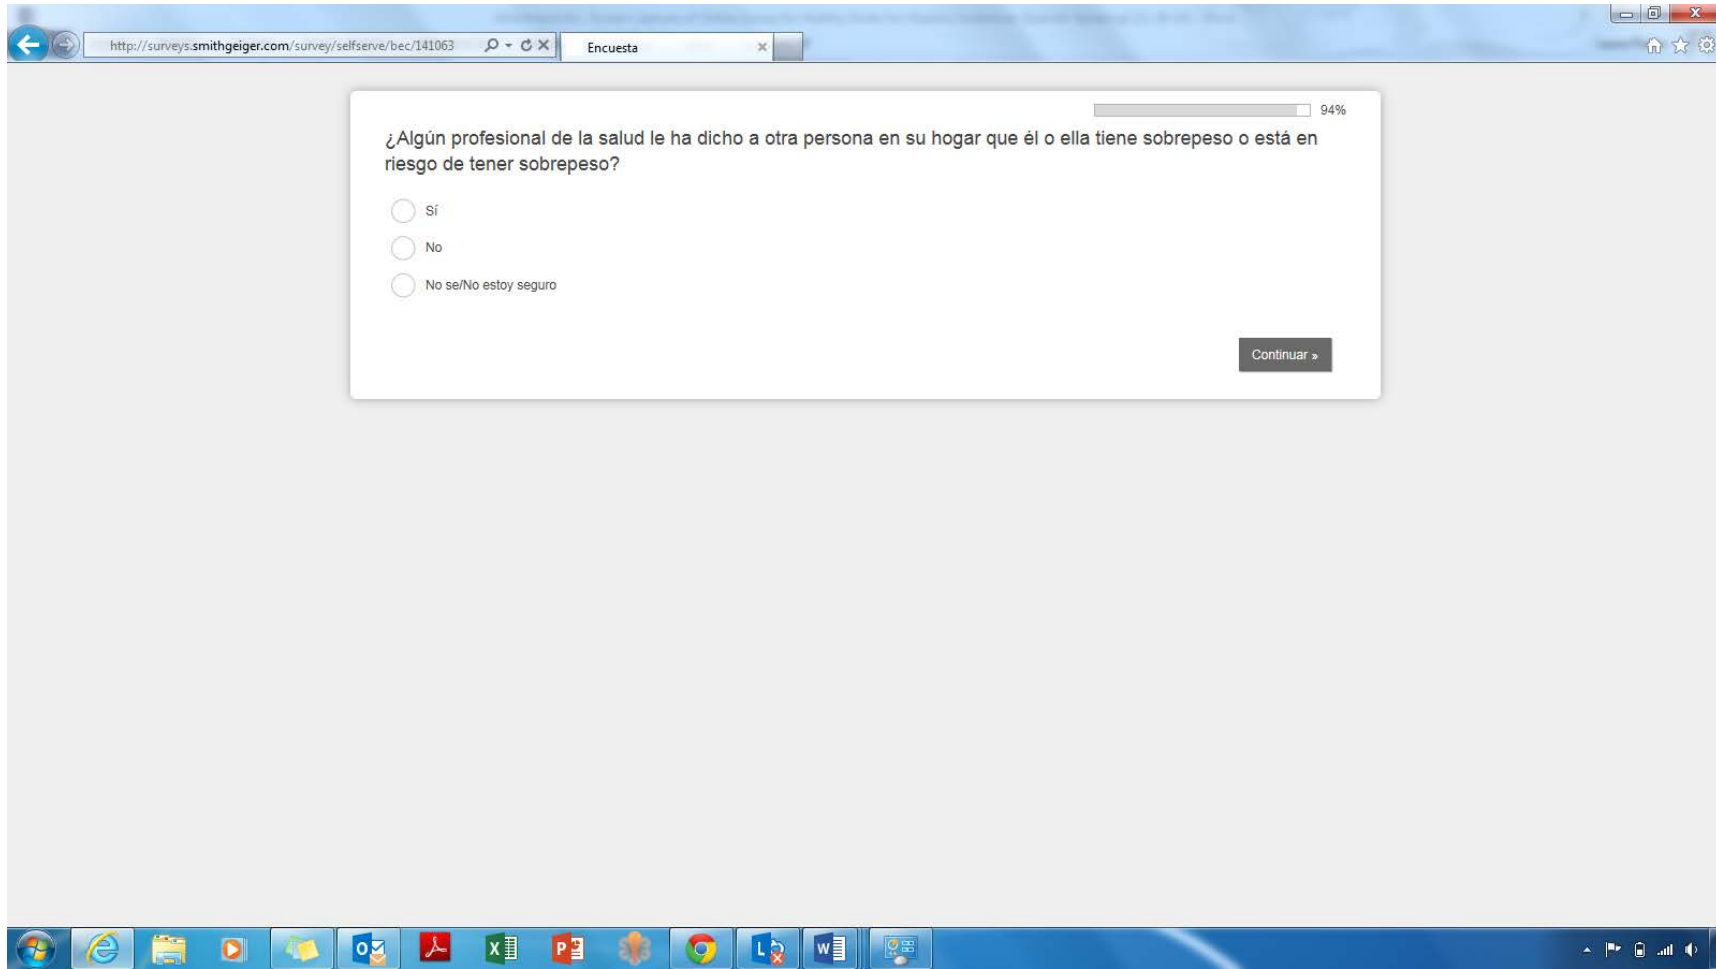 http://surveys.smithgeiger.com/survey/selfserve/bec/141063
Encuesta
94%
¿Algún profesional de la salud le ha dicho a otra persona en su hogar que él o ella tiene sobrepeso o está en
riesgo de tener sobrepeso?
Sí
No
No se/No estoy seguro
Continuar »